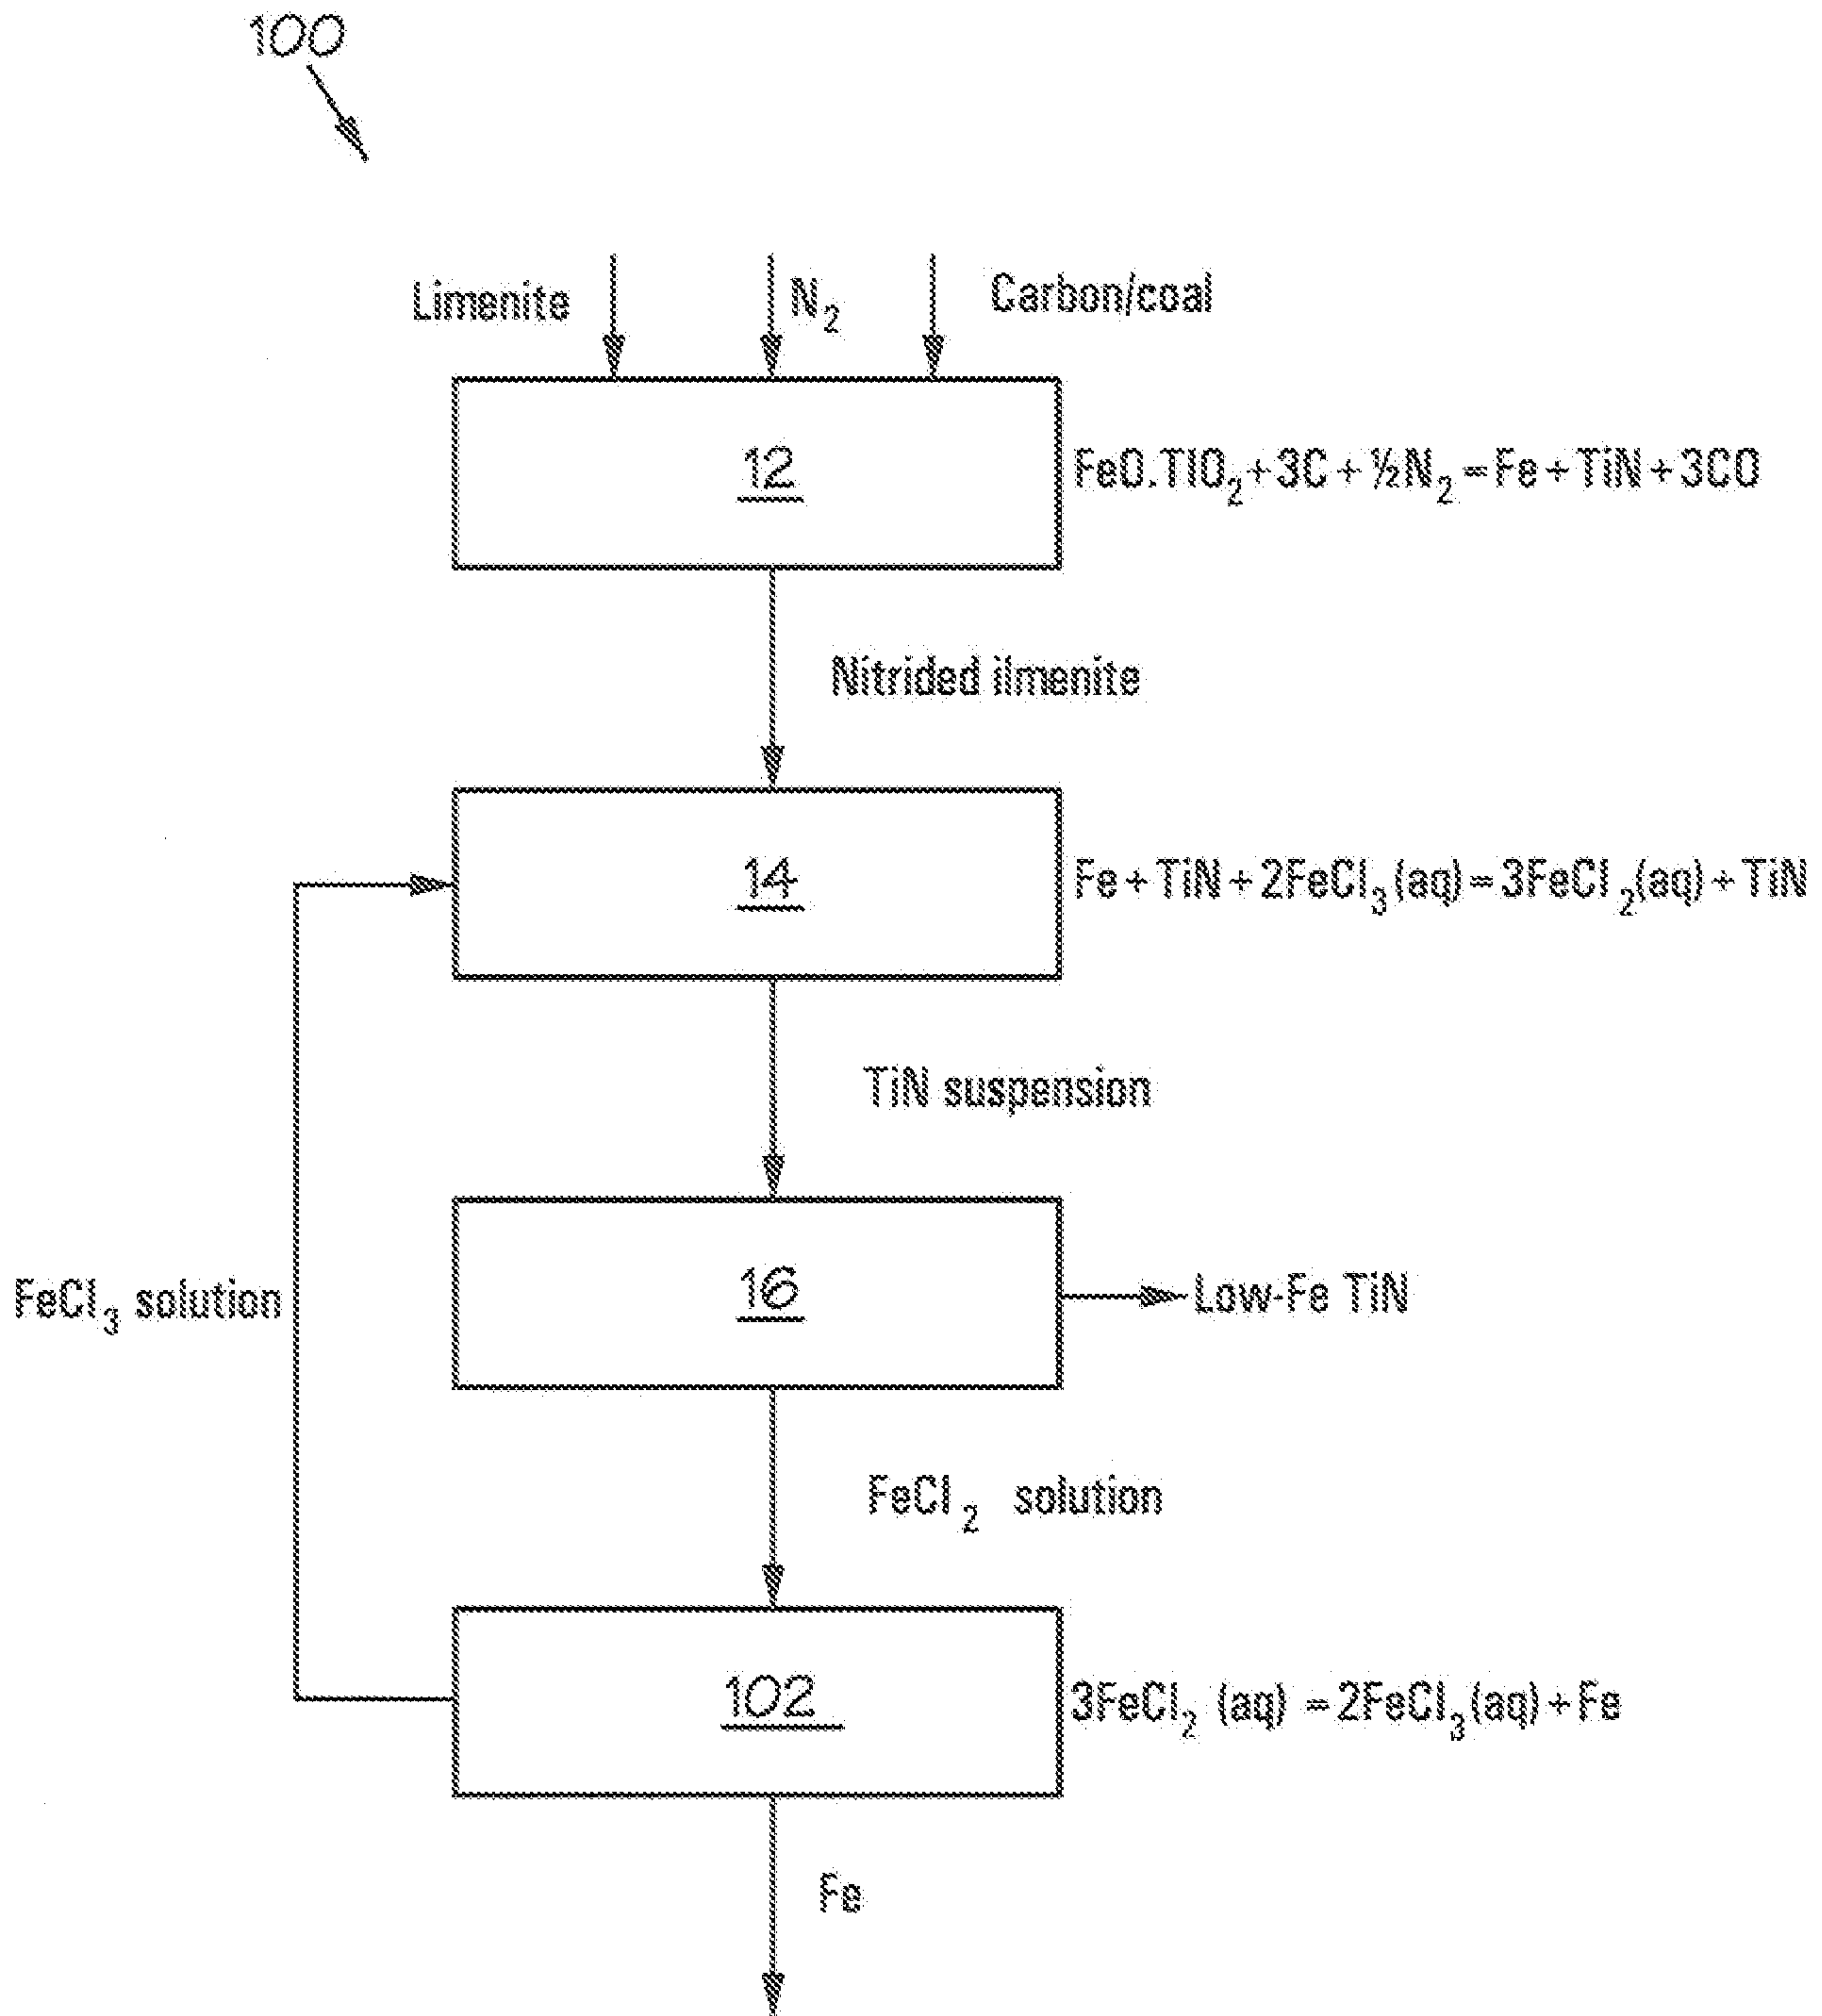 100
Limenite
N₂
Carbon/coal
12
FeO.TIO₂ + 3C + ½N₂ = Fe + TiN + 3CO
Nitrided ilmenite
14
Fe + TiN + 2FeCl₃ (aq) = 3FeCl₂(aq) + TiN
TiN suspension
16
Low-Fe TiN
FeCl₃ solution
FeCl₂ solution
102
3FeCl₂ (aq) = 2FeCl₃(aq) + Fe
Fe